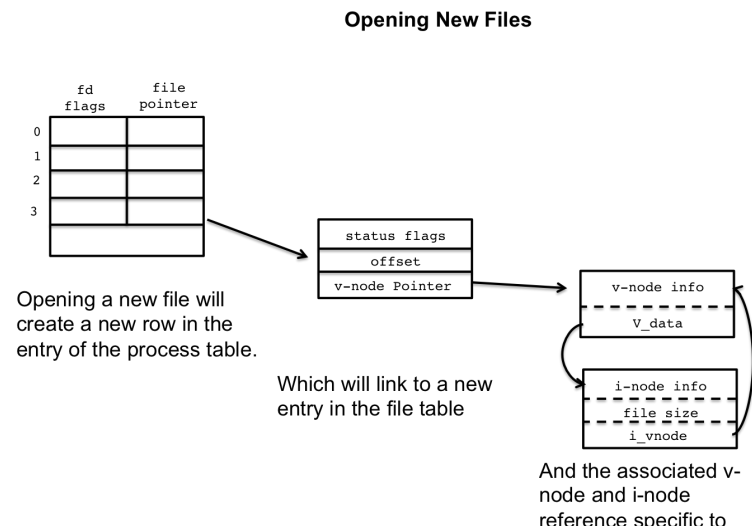 Opening New Files
fd flags
file pointer
0
1
2
3
status flags
offset
v-node Pointer
v-node info
V_data
i-node info
file size
i_vnode
Opening a new file will
create a new row in the
entry of the process table.
Which will link to a new
entry in the file table
And the associated v-
node and i-node
reference specific to